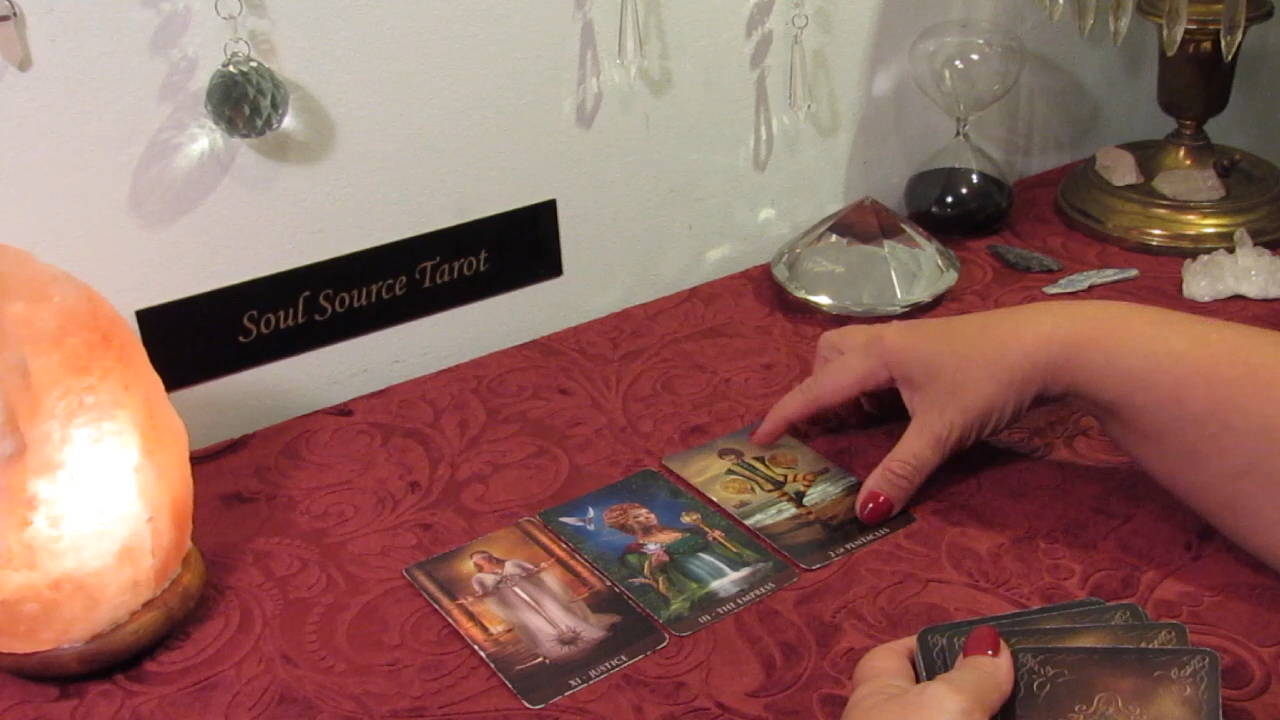 Soul Source Tarot
XI - JUSTICE
III - THE EMPRESS
2 OF PENTACLES